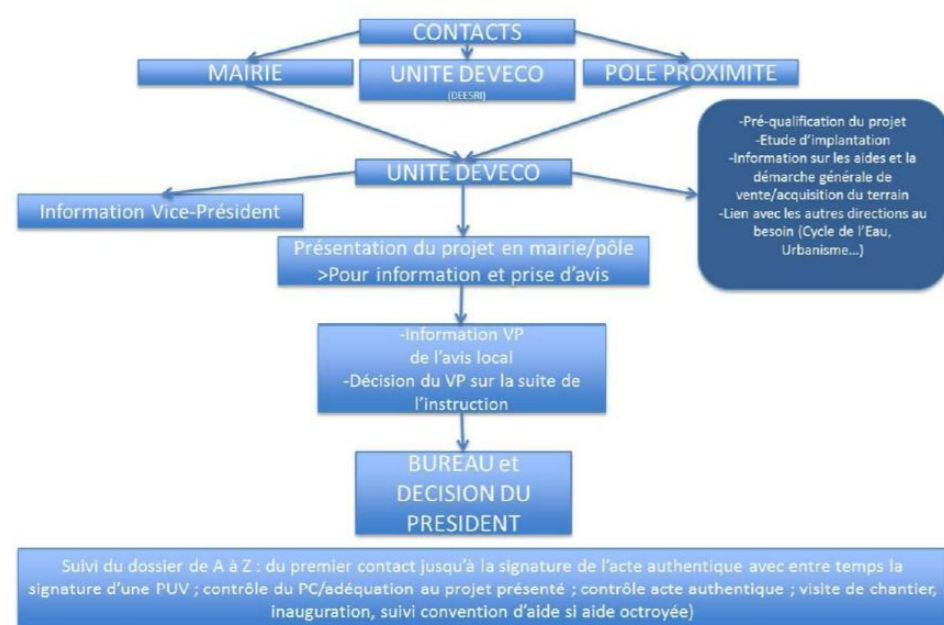 CONTACTS
MAIRIE
UNITE DEVECO
(DEESRI)
POLE PROXIMITE
-Pré-qualification du projet
-Etude d'implantation
-Information sur les aides et la
démarche générale de
vente/acquisition du terrain
-Lien avec les autres directions au
besoin (Cycle de l'Eau,
Urbanisme...)
UNITE DEVECO
Information Vice-Président
Présentation du projet en mairie/pôle
>Pour information et prise d'avis
-Information VP
de l'avis local
-Décision du VP sur la suite de
l'instruction
BUREAU et
DECISION DU
PRESIDENT
Suivi du dossier de A à Z : du premier contact jusqu'à la signature de l'acte authentique avec entre temps la
signature d'une PUV ; contrôle du PC/adéquation au projet présenté ; contrôle acte authentique ; visite de chantier,
inauguration, suivi convention d'aide si aide octroyée)